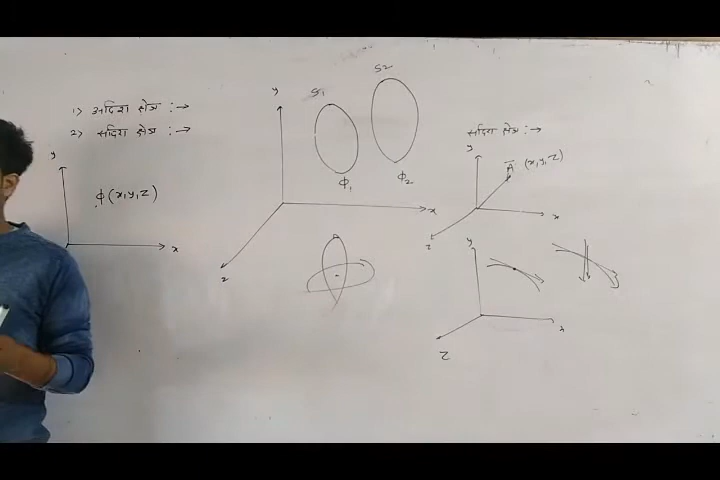 1) अदिश क्षेत्र :→
2) सदिश क्षेत्र :→
y
ϕ(x,y,z)
x
y
S1
S2
ϕ1
ϕ2
x
z
सदिश क्षेत्र :→
y
A (x,y,z)
x
z
y
x
z